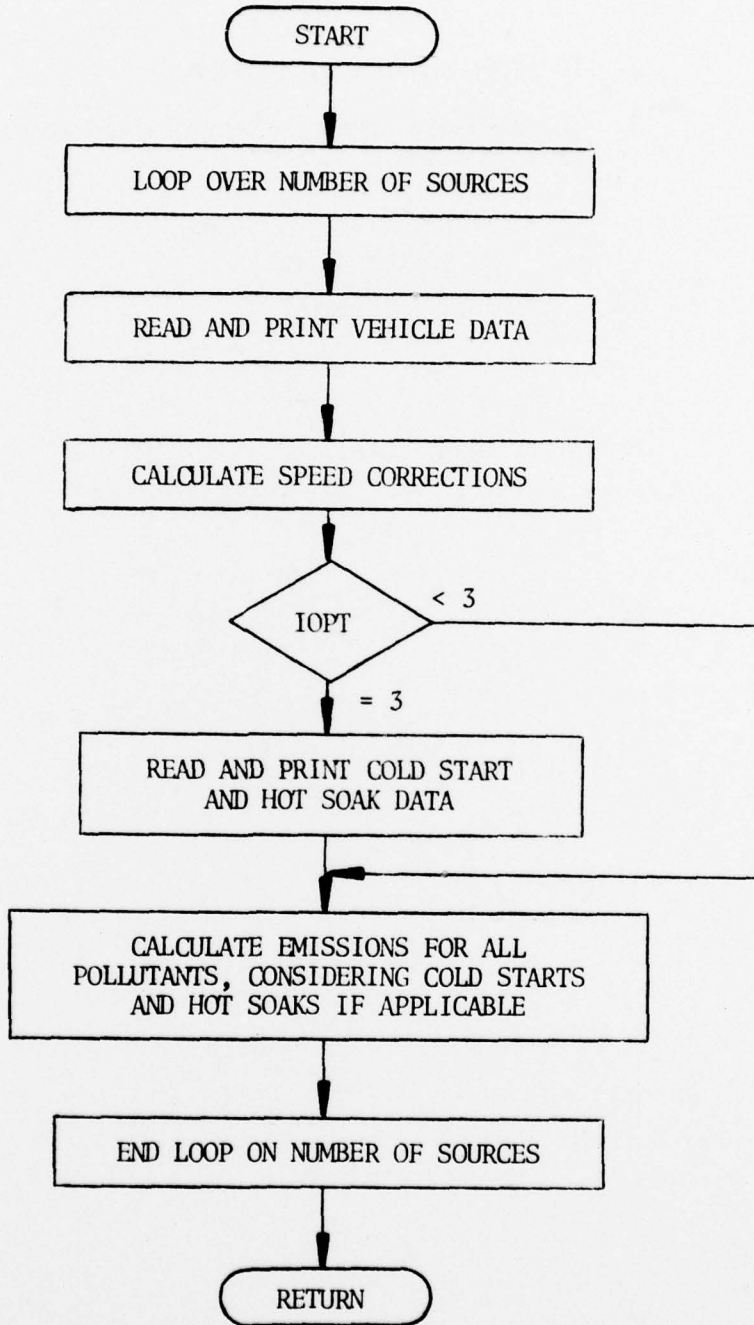 START
LOOP OVER NUMBER OF SOURCES
READ AND PRINT VEHICLE DATA
CALCULATE SPEED CORRECTIONS
IOPT
< 3
= 3
READ AND PRINT COLD START
AND HOT SOAK DATA
CALCULATE EMISSIONS FOR ALL
POLLUTANTS, CONSIDERING COLD STARTS
AND HOT SOAKS IF APPLICABLE
END LOOP ON NUMBER OF SOURCES
RETURN